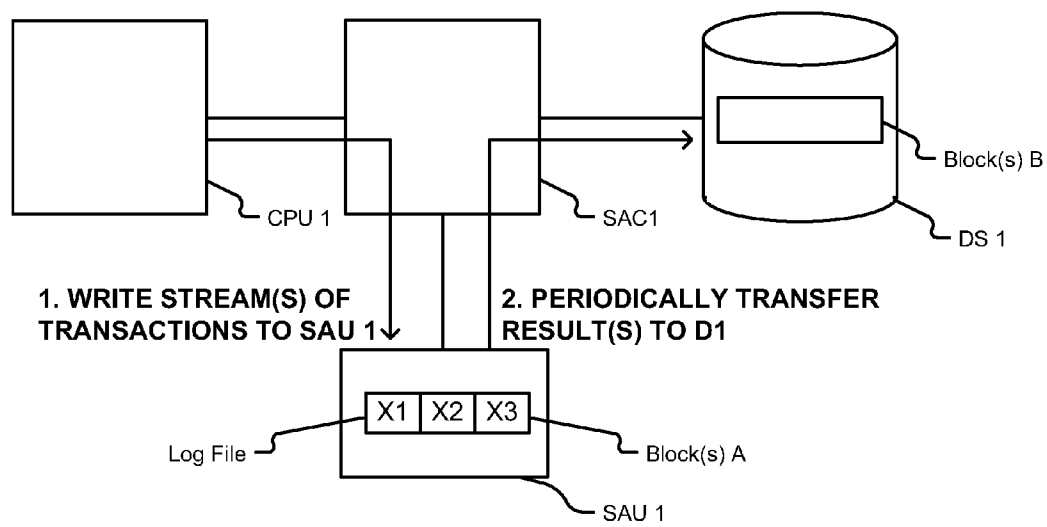 Block(s) B
CPU 1
SAC1
DS 1
1. WRITE STREAM(S) OF
TRANSACTIONS TO SAU 1
2. PERIODICALLY TRANSFER
RESULT(S) TO D1
X1 X2 X3
Log File
Block(s) A
SAU 1